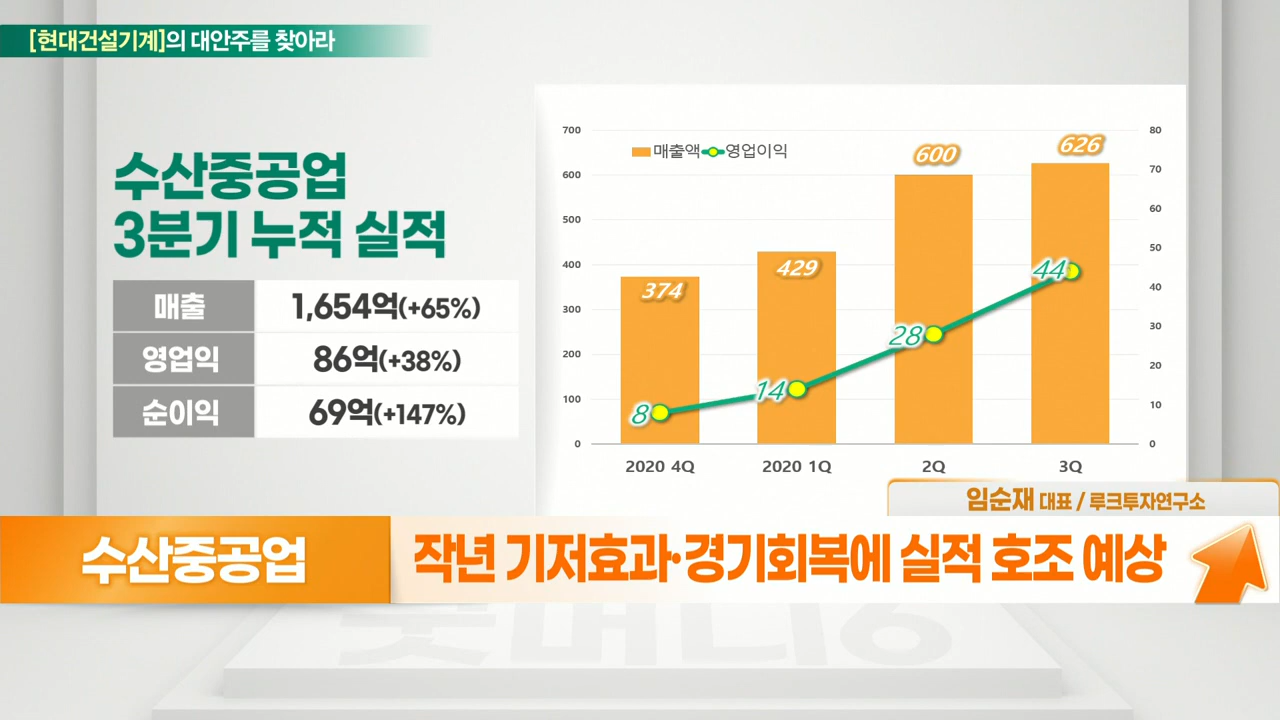 [현대건설기계]의 대안주를 찾아라
수산중공업
3분기 누적 실적
매출 1,654억(+65%)
영업익 86억(+38%)
순이익 69억(+147%)
매출액 영업이익
700
600
500
400
300
200
100
0
80
70
60
50
40
30
20
10
0
374
429
600
626
8
14
28
44
2020 4Q
2020 1Q
2Q
3Q
임순재 대표 / 루크투자연구소
수산중공업
작년 기저효과·경기회복에 실적 호조 예상
굿머니6